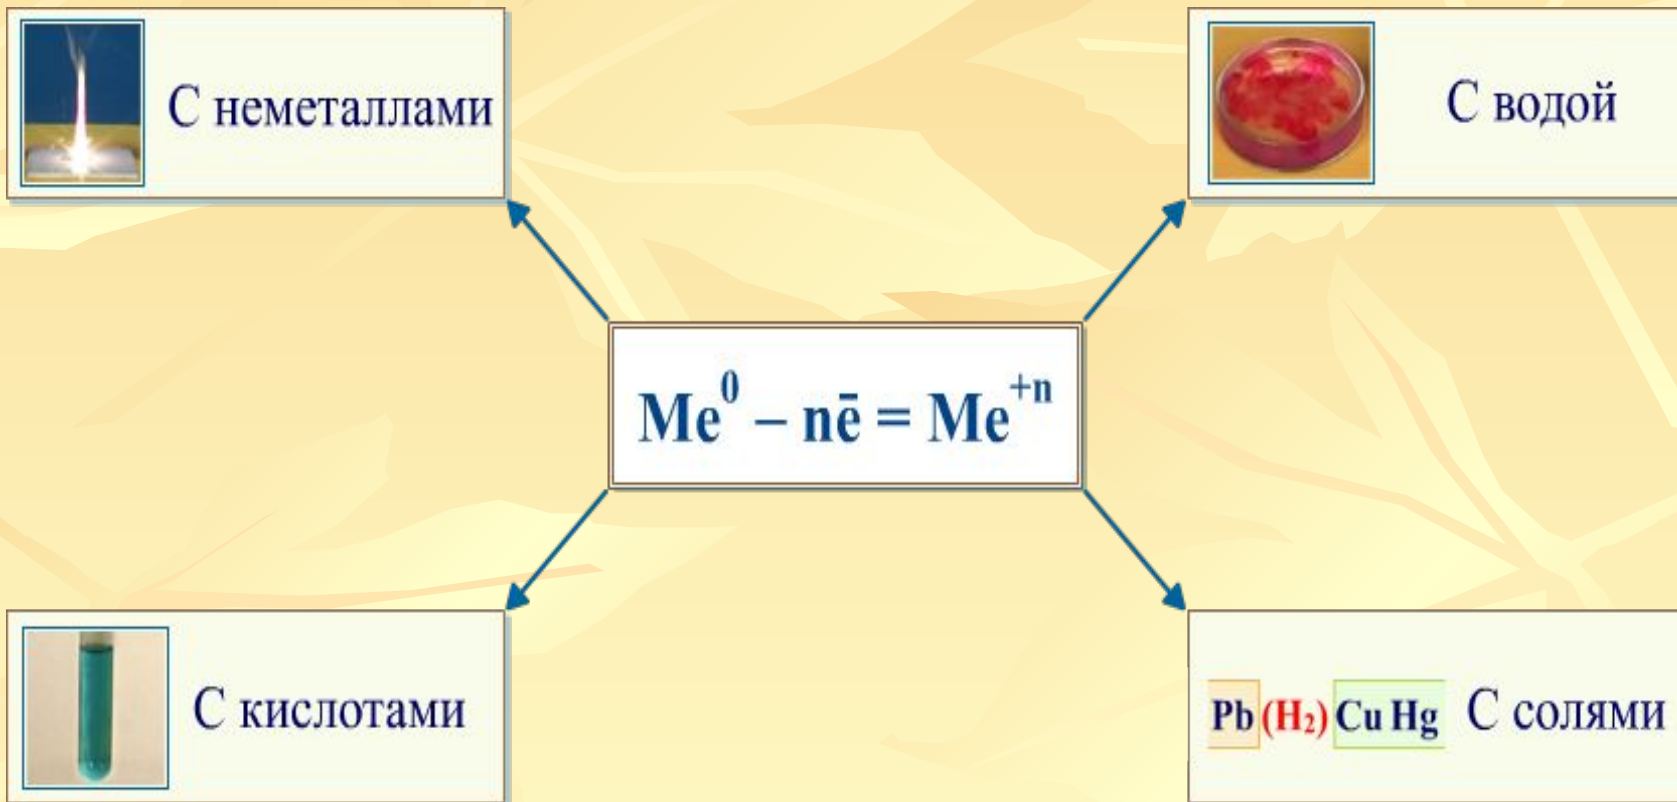 С неметаллами
С водой
Me⁰ – nē = Me⁺ⁿ
С кислотами
Pb (H₂) Cu Hg С солями